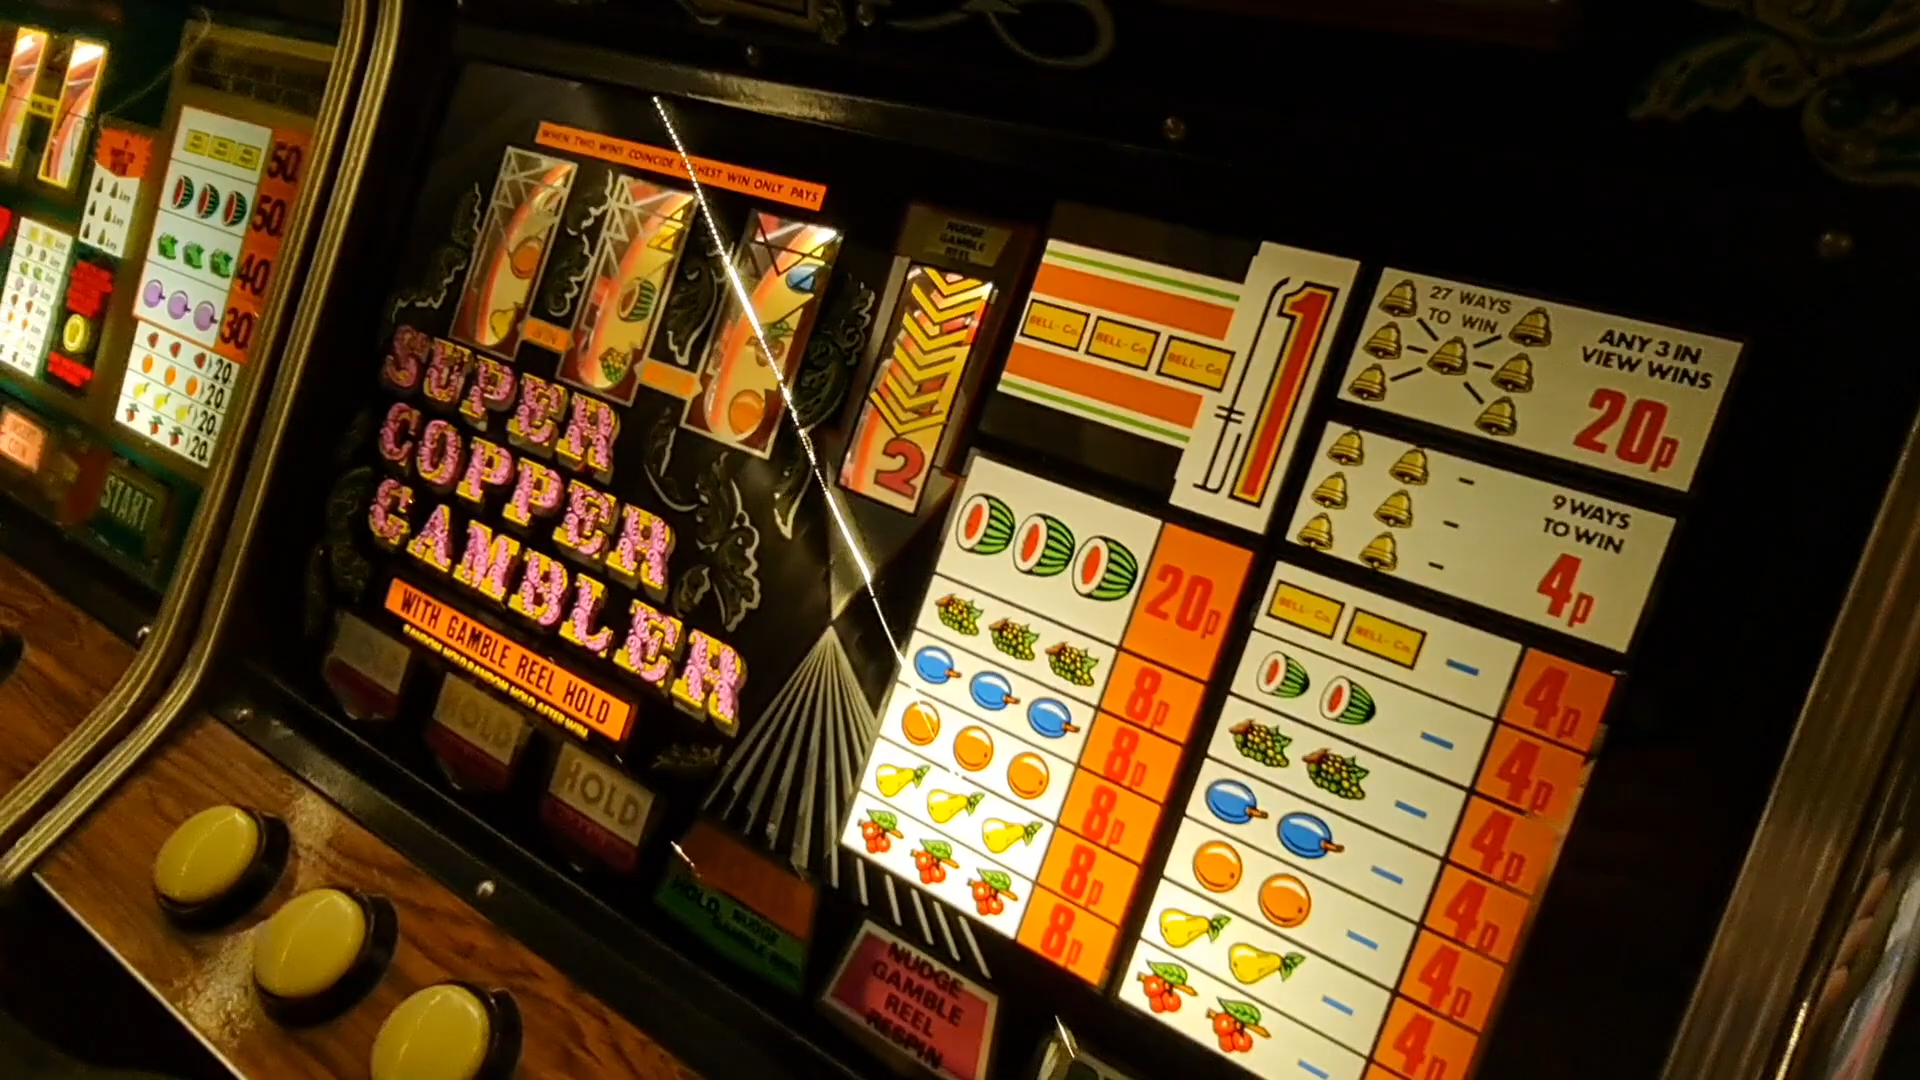 50.
50.
40
30.
20.
20.
20.
20.
START
WHEN TWO WINS COINCIDE HIGHEST WIN ONLY PAYS
WIN
2
NUDGE
GAMBLE
REEL
SUPER
COPPER
GAMBLER
WITH GAMBLE REEL HOLD
HOLD
HOLD
NUDGE
GAMBLE
REEL
RESPIN
BELL-Co.
BELL-Co.
BELL-Co.
£1
27 WAYS
TO WIN
ANY 3 IN
VIEW WINS
20p
9 WAYS
TO WIN
4p
20p
8p
8p
8p
8p
8p
BELL-Co.
BELL-Co.
4p
4p
4p
4p
4p
4p